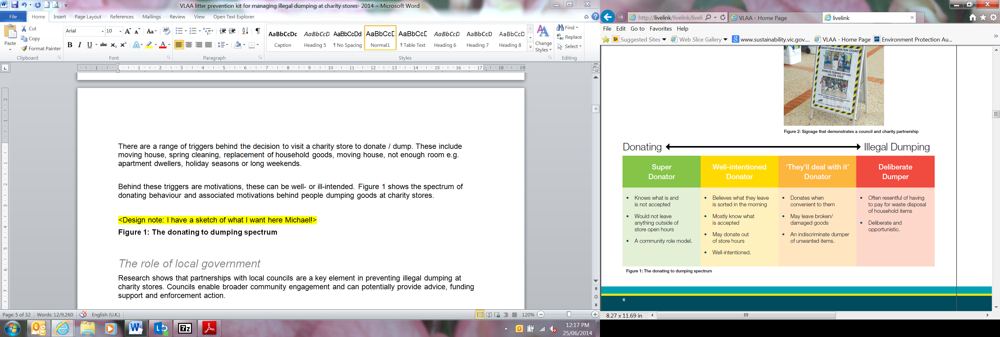 VLAA litter prevention kit for managing illegal dumping at charity stores- 2014 - Microsoft Word
File Home Insert Page Layout References Mailings Review View Open Text Explorer
Paste
Cut
Copy
Format Painter
Clipboard
Arial 10
Font
Paragraph
AaBbCcDc AaBbCcD AaBbCcDd AaBbCcD AaBbCcD AaBbCcD AaBbCcD AaBbCcD
Caption Heading 5 ¶ No Spacing Normal1 ¶ Table Text Heading 6 Heading 7 Heading 8
Styles
Change Styles
Find
Replace
Select
Editing
There are a range of triggers behind the decision to visit a charity store to donate / dump. These include
moving house, spring cleaning, replacement of household goods, moving house, not enough room e.g.
apartment dwellers, holiday seasons or long weekends.
Behind these triggers are motivations, these can be well- or ill-intended. Figure 1 shows the spectrum of
donating behaviour and associated motivations behind people dumping goods at charity stores.
<Design note: I have a sketch of what I want here Michael!>
Figure 1: The donating to dumping spectrum
The role of local government
Research shows that partnerships with local councils are a key element in preventing illegal dumping at
charity stores. Councils enable broader community engagement and can potentially provide advice, funding
support and enforcement action.
Page: 5 of 32 Words: 12/9,260 English (U.K.) 120%
12:17 PM
25/06/2014
http://livelink/livelink/liveli
VLAA - Home Page
livelink
File Edit Go to Favorites Help
Suggested Sites Web Slice Gallery www.sustainability.vic.gov.... VLAA - Home Page Environment Protection Au...
MAKE YOUR DONATION COUNT
DONATE DURING STORE
HOURS ONLY
SALVOS
Figure 2: Signage that demonstrates a council and charity partnership
Donating Illegal Dumping
Super
Donator
• Knows what is and
is not accepted
• Would not leave
anything outside of
store open hours
• A community role model.
Well-intentioned
Donator
• Believes what they leave
is sorted in the morning
• Mostly know what
is accepted
• May donate out
of store hours
• Well-intentioned.
‘They’ll deal with it’
Donator
• Donates when
convenient to them
• May leave broken/
damaged goods
• An indiscriminate dumper
of unwanted items.
Deliberate
Dumper
• Often resentful of having
to pay for waste disposal
of household items
• Deliberate and
opportunistic.
Figure 1: The donating to dumping spectrum
6
8.27 x 11.69 in